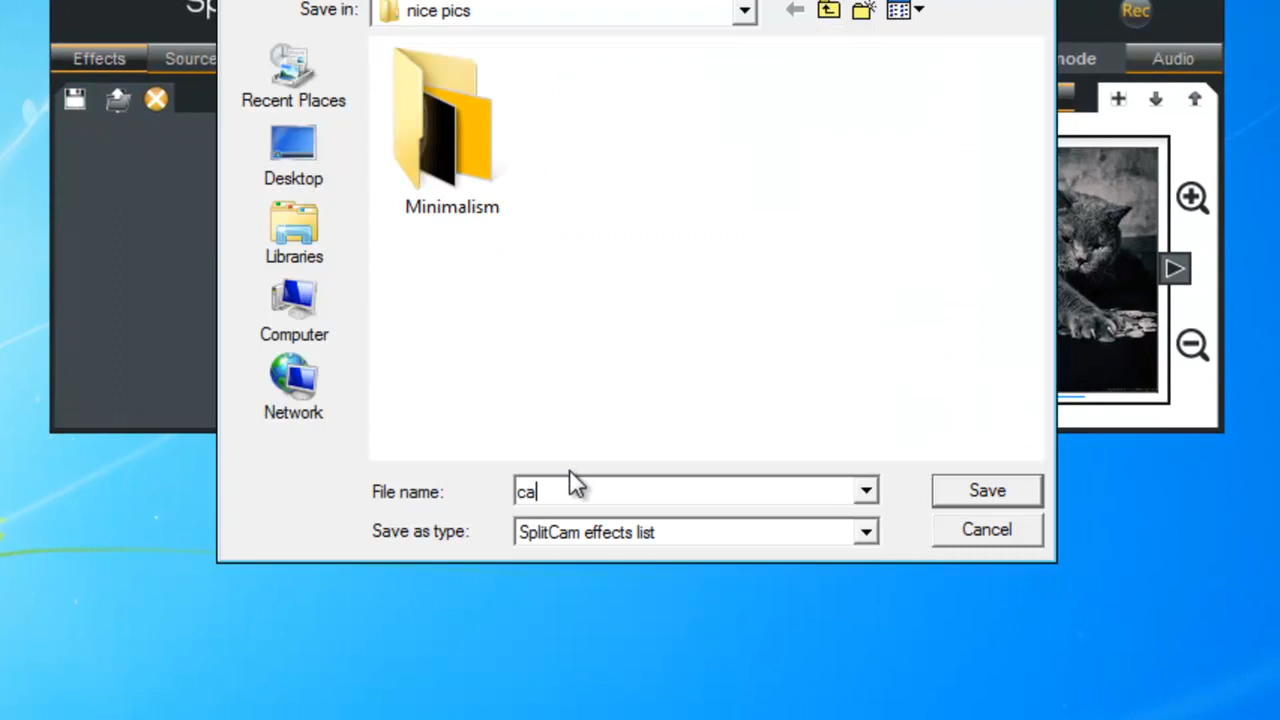 Sp
Save in: nice pics
Rec
Effects
Source
mode
Audio
Recent Places
Desktop
Libraries
Computer
Network
Minimalism
File name: ca
Save
Save as type: SplitCam effects list
Cancel